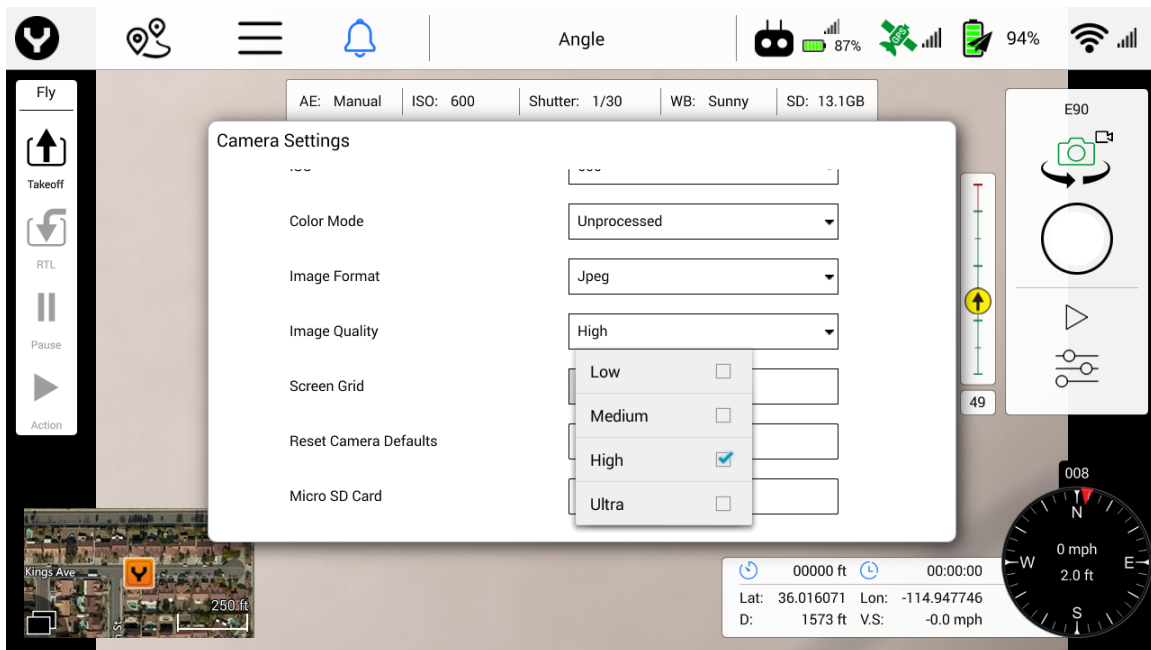 Angle
87%
GPS
94%
Fly
Takeoff
RTL
Pause
Action
AE: Manual ISO: 600 Shutter: 1/30 WB: Sunny SD: 13.1GB
Camera Settings
Color Mode Unprocessed
Image Format Jpeg
Image Quality High
Low
Medium
High
Ultra
Screen Grid
Reset Camera Defaults
Micro SD Card
E90
49
008
N
W E
S
0 mph
2.0 ft
Kings Ave
250 ft
00000 ft 00:00:00
Lat: 36.016071 Lon: -114.947746
D: 1573 ft V.S: -0.0 mph